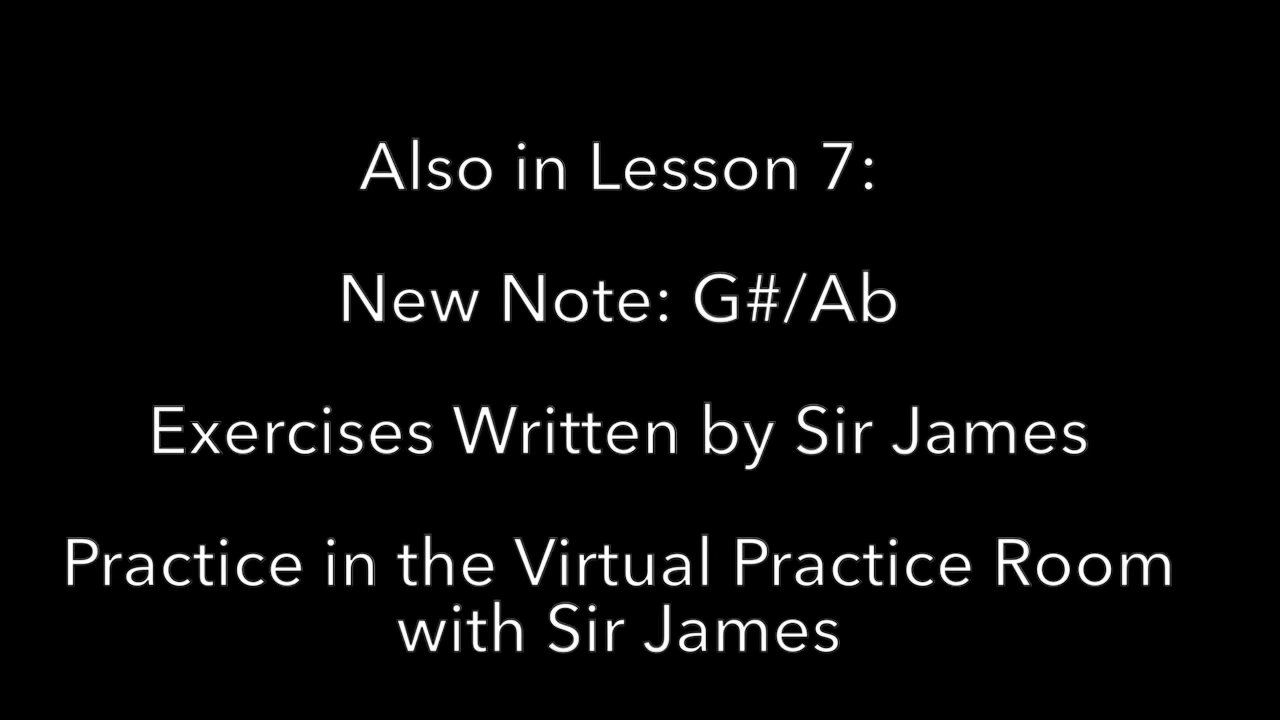 Also in Lesson 7:
New Note: G#/Ab
Exercises Written by Sir James
Practice in the Virtual Practice Room
with Sir James